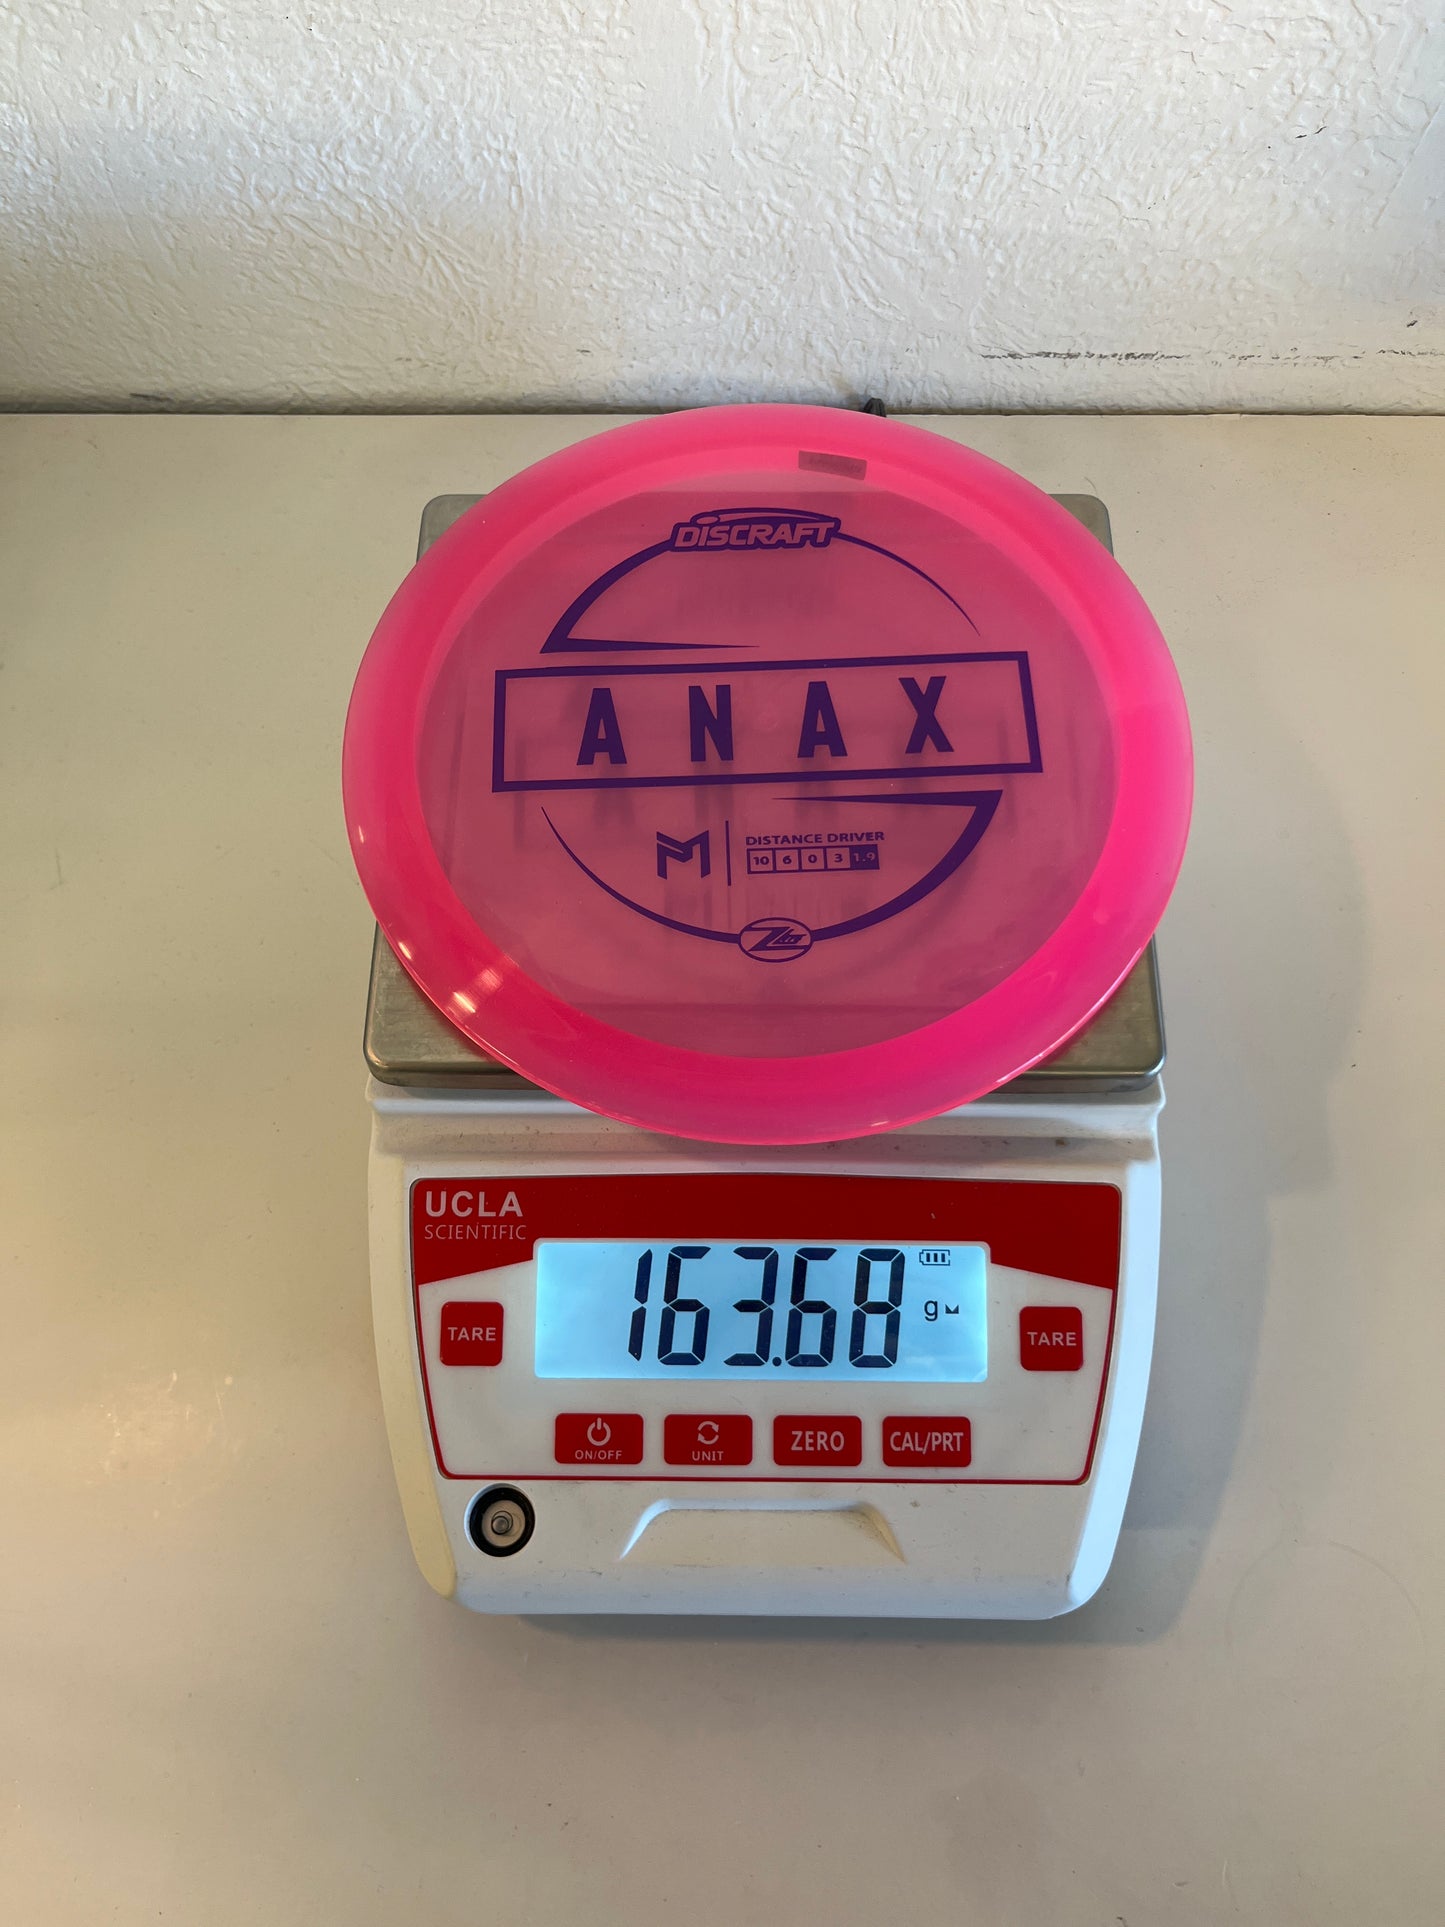 DISCRAFT
ANAX
M
DISTANCE DRIVER
10 6 0 3 1.9
Z Lite
UCLA
SCIENTIFIC
163.68 g
TARE
TARE
ON/OFF
UNIT
ZERO
CAL/PRT